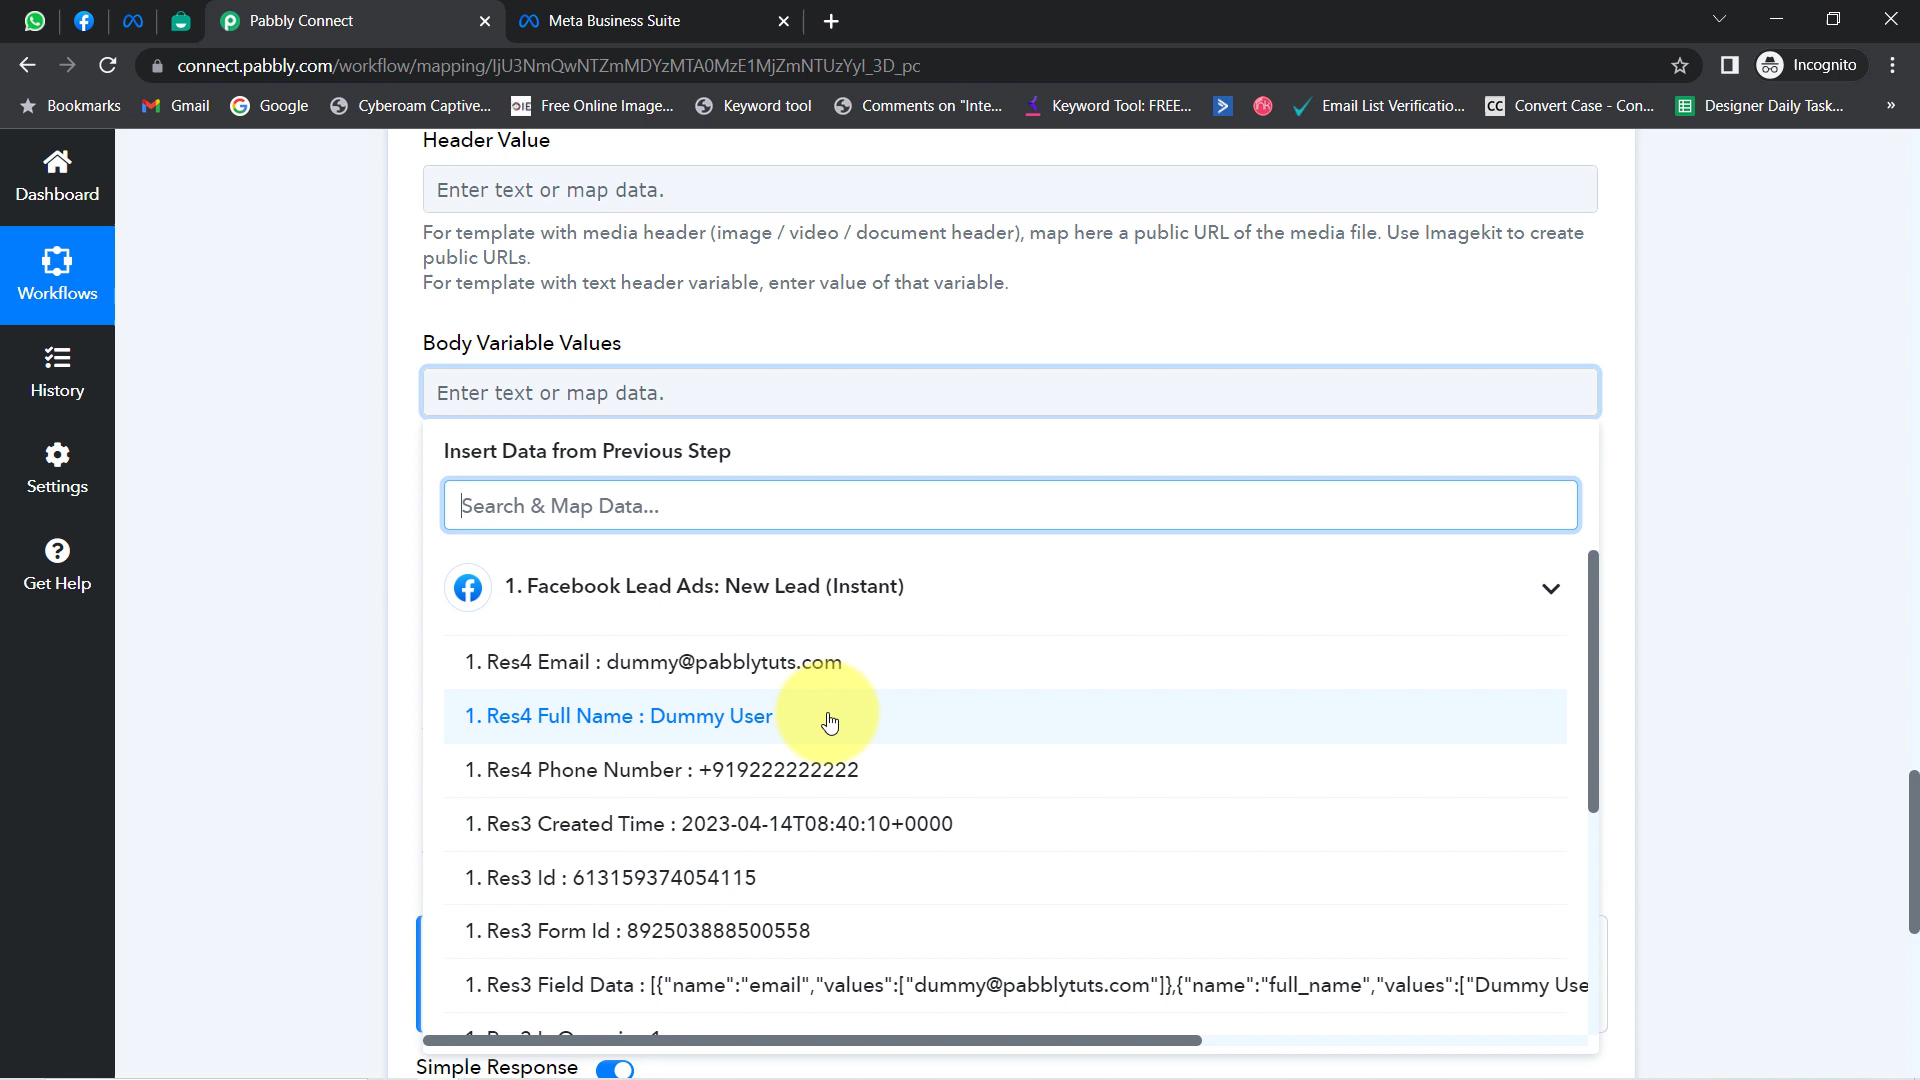 Pabbly Connect
Meta Business Suite
connect.pabbly.com/workflow/mapping/IjU3NmQwNTZmMDYzMTA0MzE1MjZmNTUzYyI_3D_pc
Incognito
Bookmarks
Gmail
Google
Cyberoam Captive...
Free Online Image...
Keyword tool
Comments on "Inte...
Keyword Tool: FREE...
Email List Verificatio...
CC
Convert Case - Con...
Designer Daily Task...
»
Dashboard
Workflows
History
Settings
Get Help
Header Value
Enter text or map data.
For template with media header (image / video / document header), map here a public URL of the media file. Use Imagekit to create
public URLs.
For template with text header variable, enter value of that variable.
Body Variable Values
Enter text or map data.
Insert Data from Previous Step
Search & Map Data...
1. Facebook Lead Ads: New Lead (Instant)
1. Res4 Email : dummy@pabblytuts.com
1. Res4 Full Name : Dummy User
1. Res4 Phone Number : +919222222222
1. Res3 Created Time : 2023-04-14T08:40:10+0000
1. Res3 Id : 613159374054115
1. Res3 Form Id : 892503888500558
1. Res3 Field Data : [{"name":"email","values":["dummy@pabblytuts.com"]},{"name":"full_name","values":["Dummy Use
Simple Response